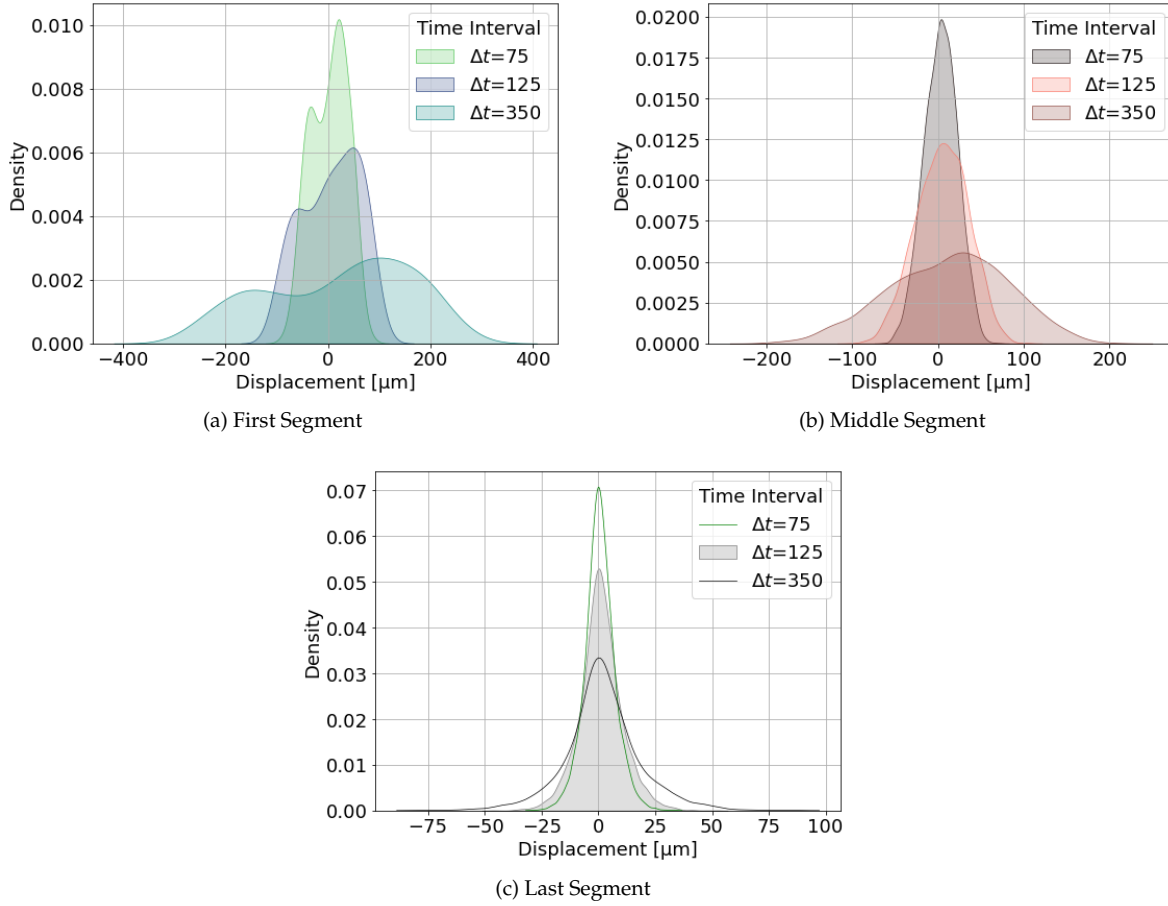 0.010
0.008
0.006
0.004
0.002
0.000
Density
−400
−200
0
200
400
Displacement [µm]
Time Interval
Δt=75
Δt=125
Δt=350
(a) First Segment
0.0200
0.0175
0.0150
0.0125
0.0100
0.0075
0.0050
0.0025
0.0000
Density
−200
−100
0
100
200
Displacement [µm]
Time Interval
Δt=75
Δt=125
Δt=350
(b) Middle Segment
0.07
0.06
0.05
0.04
0.03
0.02
0.01
0.00
Density
−75
−50
−25
0
25
50
75
100
Displacement [µm]
Time Interval
Δt=75
Δt=125
Δt=350
(c) Last Segment